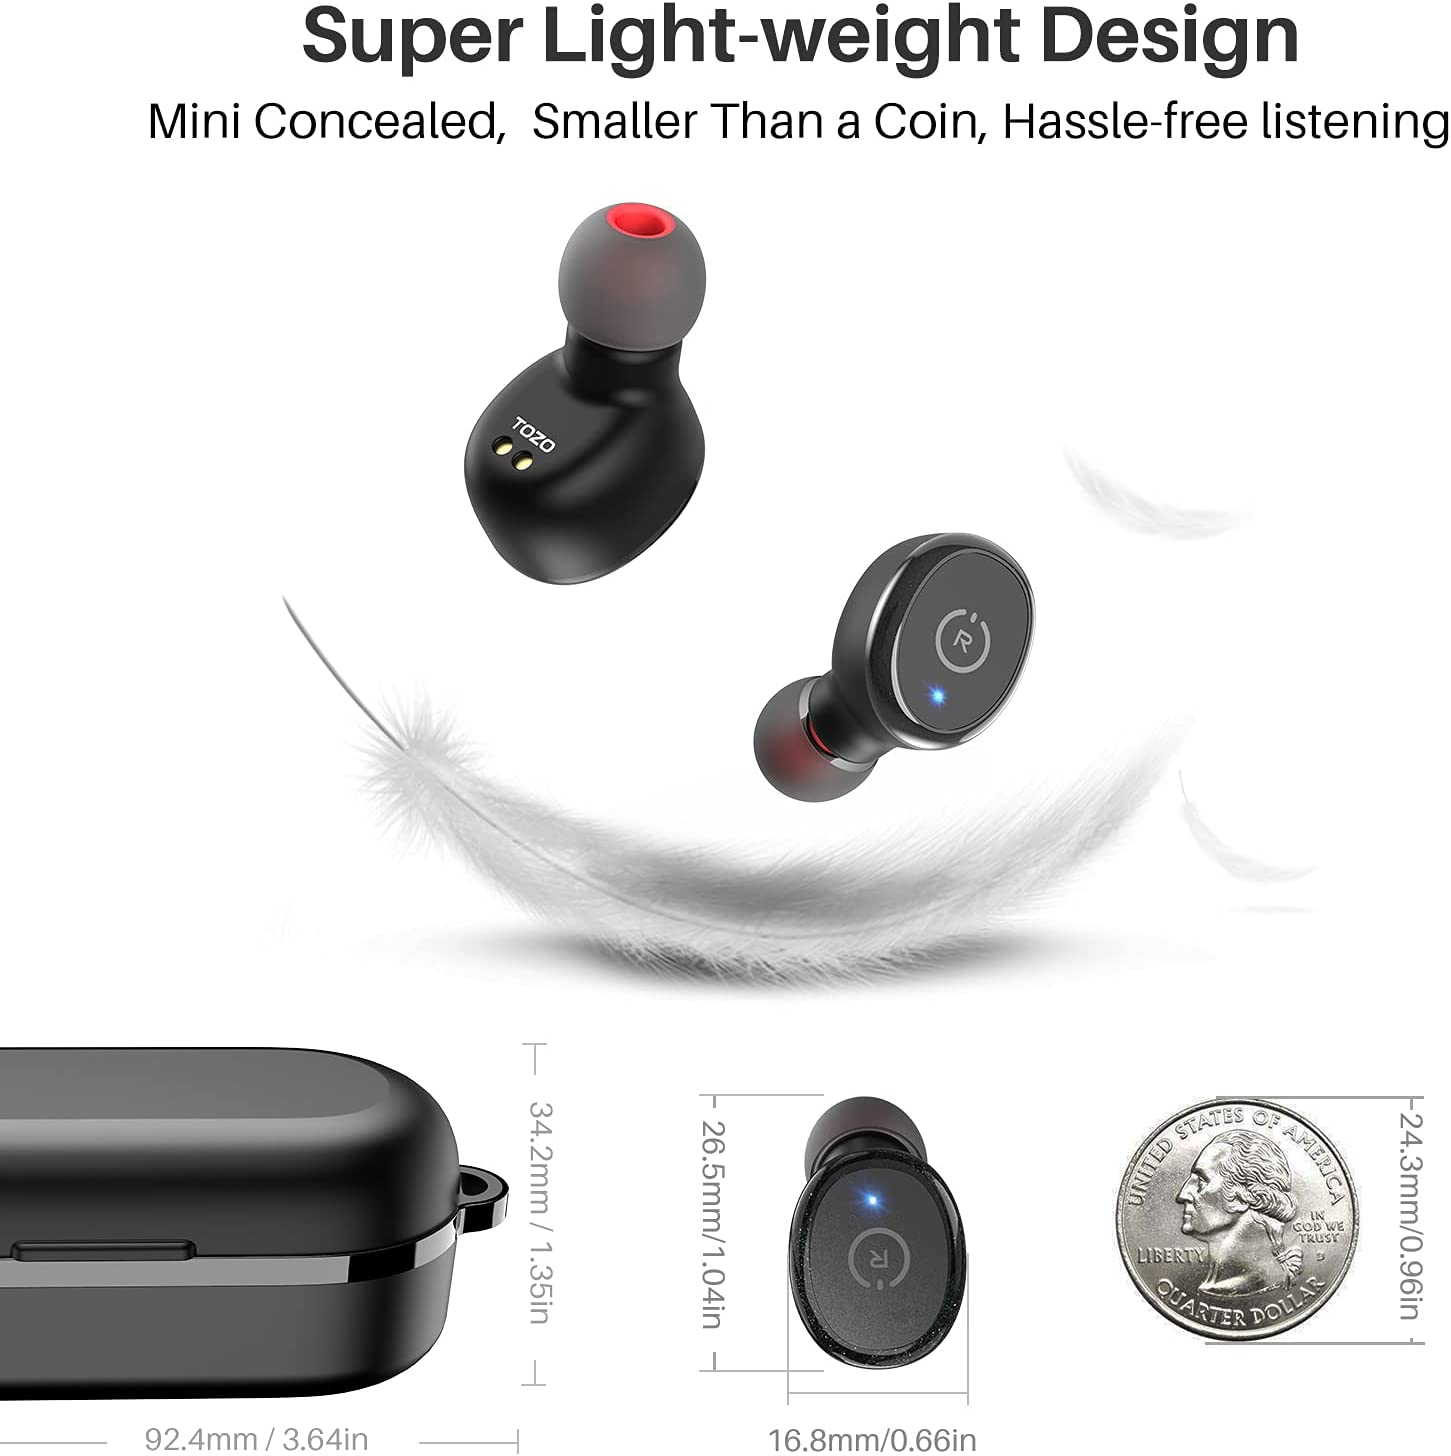 Super Light-weight Design
Mini Concealed, Smaller Than a Coin, Hassle-free listening
TOZO
R
34.2mm / 1.35in
92.4mm / 3.64in
26.5mm/1.04in
R
16.8mm/0.66in
UNITED STATES OF AMERICA
LIBERTY
IN
GOD WE
TRUST
D
QUARTER DOLLAR
24.3mm/0.96in